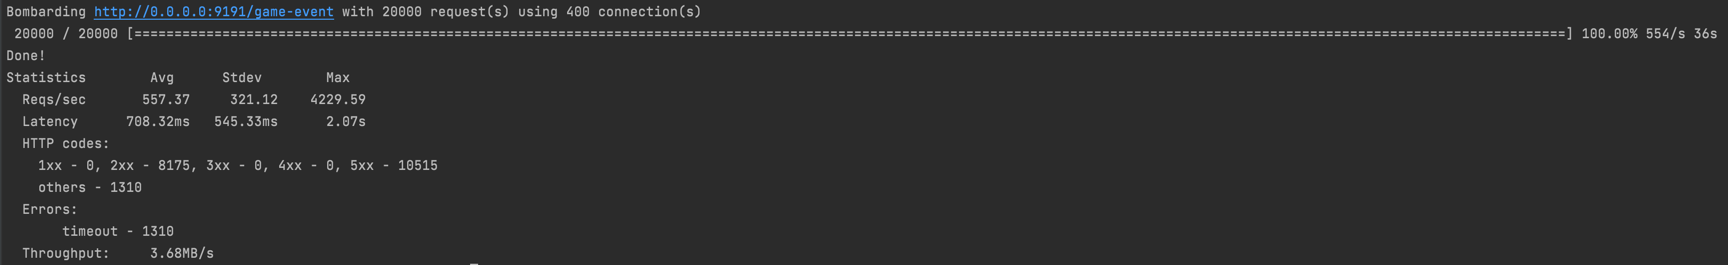 Bombarding http://0.0.0.0:9191/game-event with 20000 request(s) using 400 connection(s)
20000 / 20000 [==================================================================================================================================================================================] 100.00% 554/s 36s
Done!
Statistics        Avg      Stdev        Max
  Reqs/sec       557.37     321.12    4229.59
  Latency      708.32ms   545.33ms      2.07s
  HTTP codes:
    1xx - 0, 2xx - 8175, 3xx - 0, 4xx - 0, 5xx - 10515
    others - 1310
  Errors:
       timeout - 1310
  Throughput:     3.68MB/s